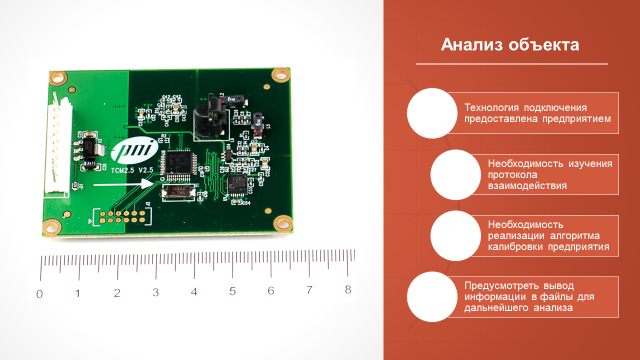 Анализ объекта
Технология подключения
предоставлена предприятием
Необходимость изучения
протокола
взаимодействия
Необходимость
реализации алгоритма
калибровки предприятия
Предусмотреть вывод
информации в файлы для
дальнейшего анализа
pni
TCM2.5 V2.5
0 1 2 3 4 5 6 7 8